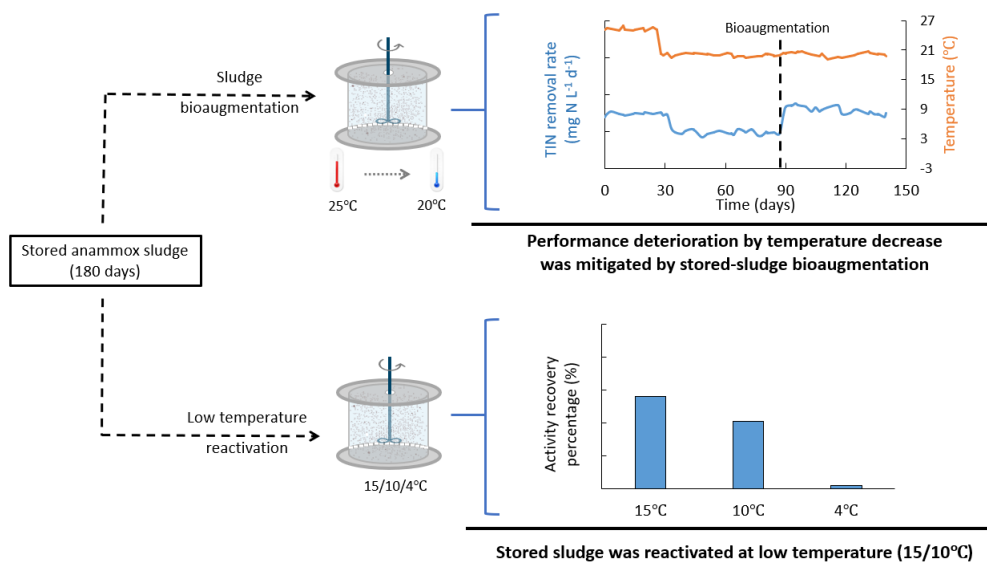 Sludge
bioaugmentation
25℃
20℃
Stored anammox sludge
(180 days)
Low temperature
reactivation
15/10/4℃
TIN removal rate
(mg N L⁻¹ d⁻¹)
Bioaugmentation
27
21
15
9
3
-3
Temperature (℃)
0
30
60
90
120
150
Time (days)
Performance deterioration by temperature decrease
was mitigated by stored-sludge bioaugmentation
Activity recovery
percentage (%)
15℃
10℃
4℃
Stored sludge was reactivated at low temperature (15/10℃)